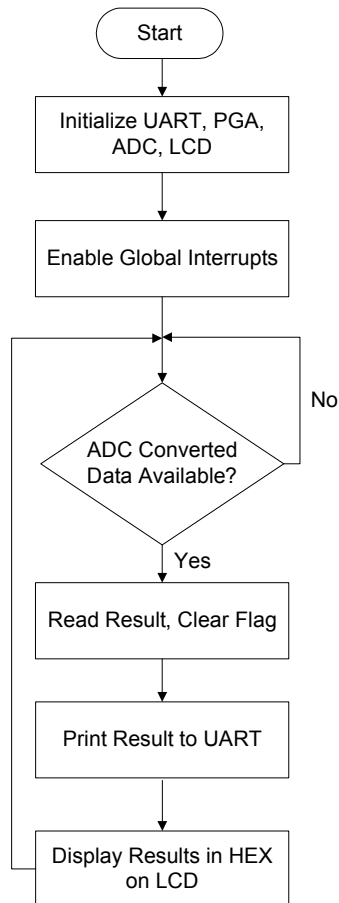 Start
Initialize UART, PGA,
ADC, LCD
Enable Global Interrupts
No
ADC Converted
Data Available?
Yes
Read Result, Clear Flag
Print Result to UART
Display Results in HEX
on LCD